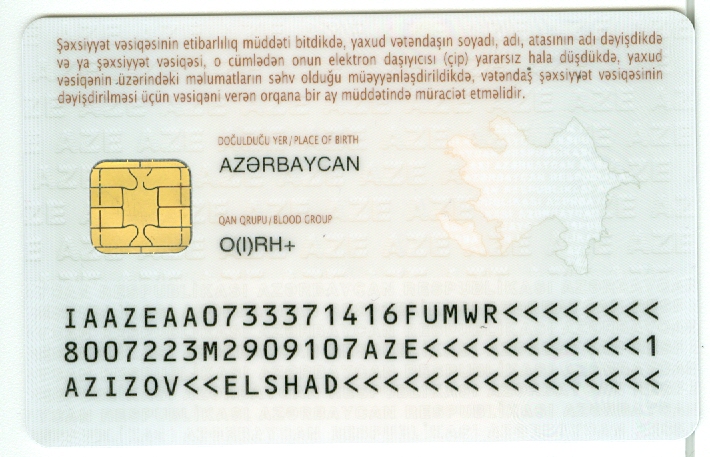 Şəxsiyyət vəsiqəsinin etibarlılıq müddəti bitdikdə, yaxud vətəndaşın soyadı, adı, atasının adı dəyişdikdə
və ya şəxsiyyət vəsiqəsi, o cümlədən onun elektron daşıyıcısı (çip) yararsız hala düşdükdə, yaxud
vəsiqənin üzərindəki məlumatların səhv olduğu müəyyənləşdirildikdə, vətəndaş şəxsiyyət vəsiqəsinin
dəyişdirilməsi üçün vəsiqəni verən orqana bir ay müddətində müraciət etməlidir.
DOĞULDUĞU YER/PLACE OF BIRTH
AZƏRBAYCAN
QAN QRUPU/BLOOD GROUP
O(I)RH+
IAAZEAA0733371416FUMWR<<<<<<<<
8007223M2909107AZE<<<<<<<<<<<1
AZIZOV<<ELSHAD<<<<<<<<<<<<<<<<